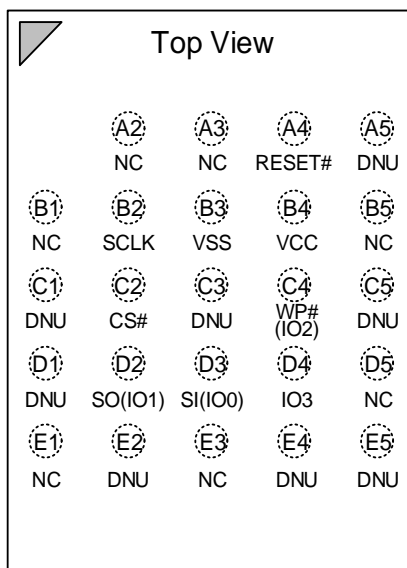 Top View
A2 A3 A4 A5
NC NC RESET# DNU
B1 B2 B3 B4 B5
NC SCLK VSS VCC NC
C1 C2 C3 C4 C5
DNU CS# DNU WP# DNU
(IO2)
D1 D2 D3 D4 D5
DNU SO(IO1) SI(IO0) IO3 NC
E1 E2 E3 E4 E5
NC DNU NC DNU DNU